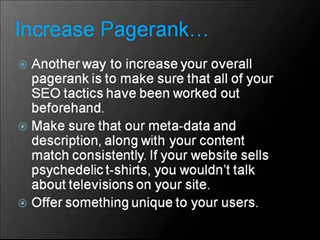 Increase Pagerank…
Another way to increase your overall
pagerank is to make sure that all of your
SEO tactics have been worked out
beforehand.
Make sure that our meta-data and
description, along with your content
match consistently. If your website sells
psychedelic t-shirts, you wouldn't talk
about televisions on your site.
Offer something unique to your users.